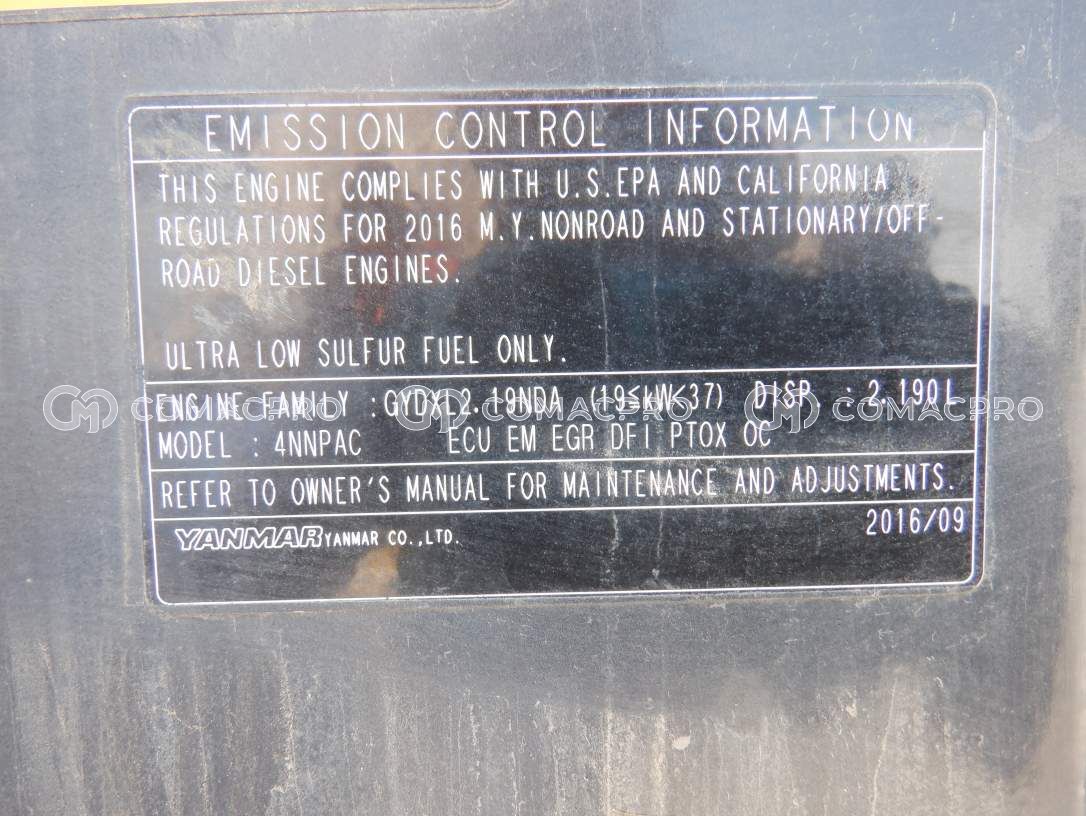 EMISSION CONTROL INFORMATION
THIS ENGINE COMPLIES WITH U.S.EPA AND CALIFORNIA
REGULATIONS FOR 2016 M.Y.NONROAD AND STATIONARY/OFF-
ROAD DIESEL ENGINES.
ULTRA LOW SULFUR FUEL ONLY.
ENGINE FAMILY : GYDXL2.19NDA (19≦kW<37) DISP. : 2.190L
COMACPRO COMACPRO COMACPRO
MODEL : 4NNPAC ECU EM EGR DFI PTOX OC
REFER TO OWNER'S MANUAL FOR MAINTENANCE AND ADJUSTMENTS.
YANMAR YANMAR CO.,LTD. 2016/09